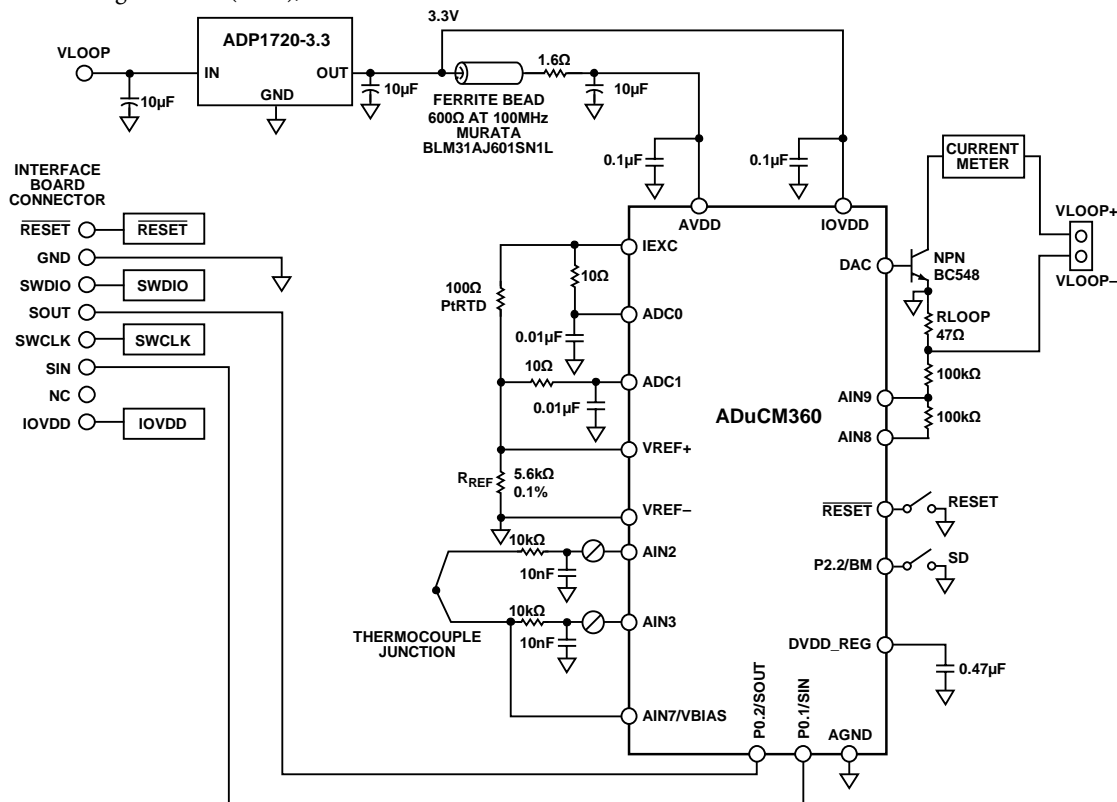 3.3V
ADP1720-3.3
VLOOP
IN
OUT
GND
10µF
10µF
1.6Ω
10µF
FERRITE BEAD
600Ω AT 100MHz
MURATA
BLM31AJ601SN1L
0.1µF
0.1µF
CURRENT
METER
INTERFACE
BOARD
CONNECTOR
RESET
RESET
GND
SWDIO
SWDIO
SOUT
SWCLK
SWCLK
SIN
NC
IOVDD
IOVDD
AVDD
IOVDD
VLOOP+
VLOOP–
IEXC
DAC
NPN
BC548
100Ω
PtRTD
10Ω
ADC0
0.01µF
RLOOP
47Ω
10Ω
ADC1
0.01µF
100kΩ
AIN9
100kΩ
AIN8
ADuCM360
VREF+
RREF
5.6kΩ
0.1%
VREF–
RESET
RESET
10kΩ
AIN2
10nF
P2.2/BM
SD
10kΩ
AIN3
10nF
THERMOCOUPLE
JUNCTION
DVDD_REG
0.47µF
AIN7/VBIAS
P0.2/SOUT
P0.1/SIN
AGND